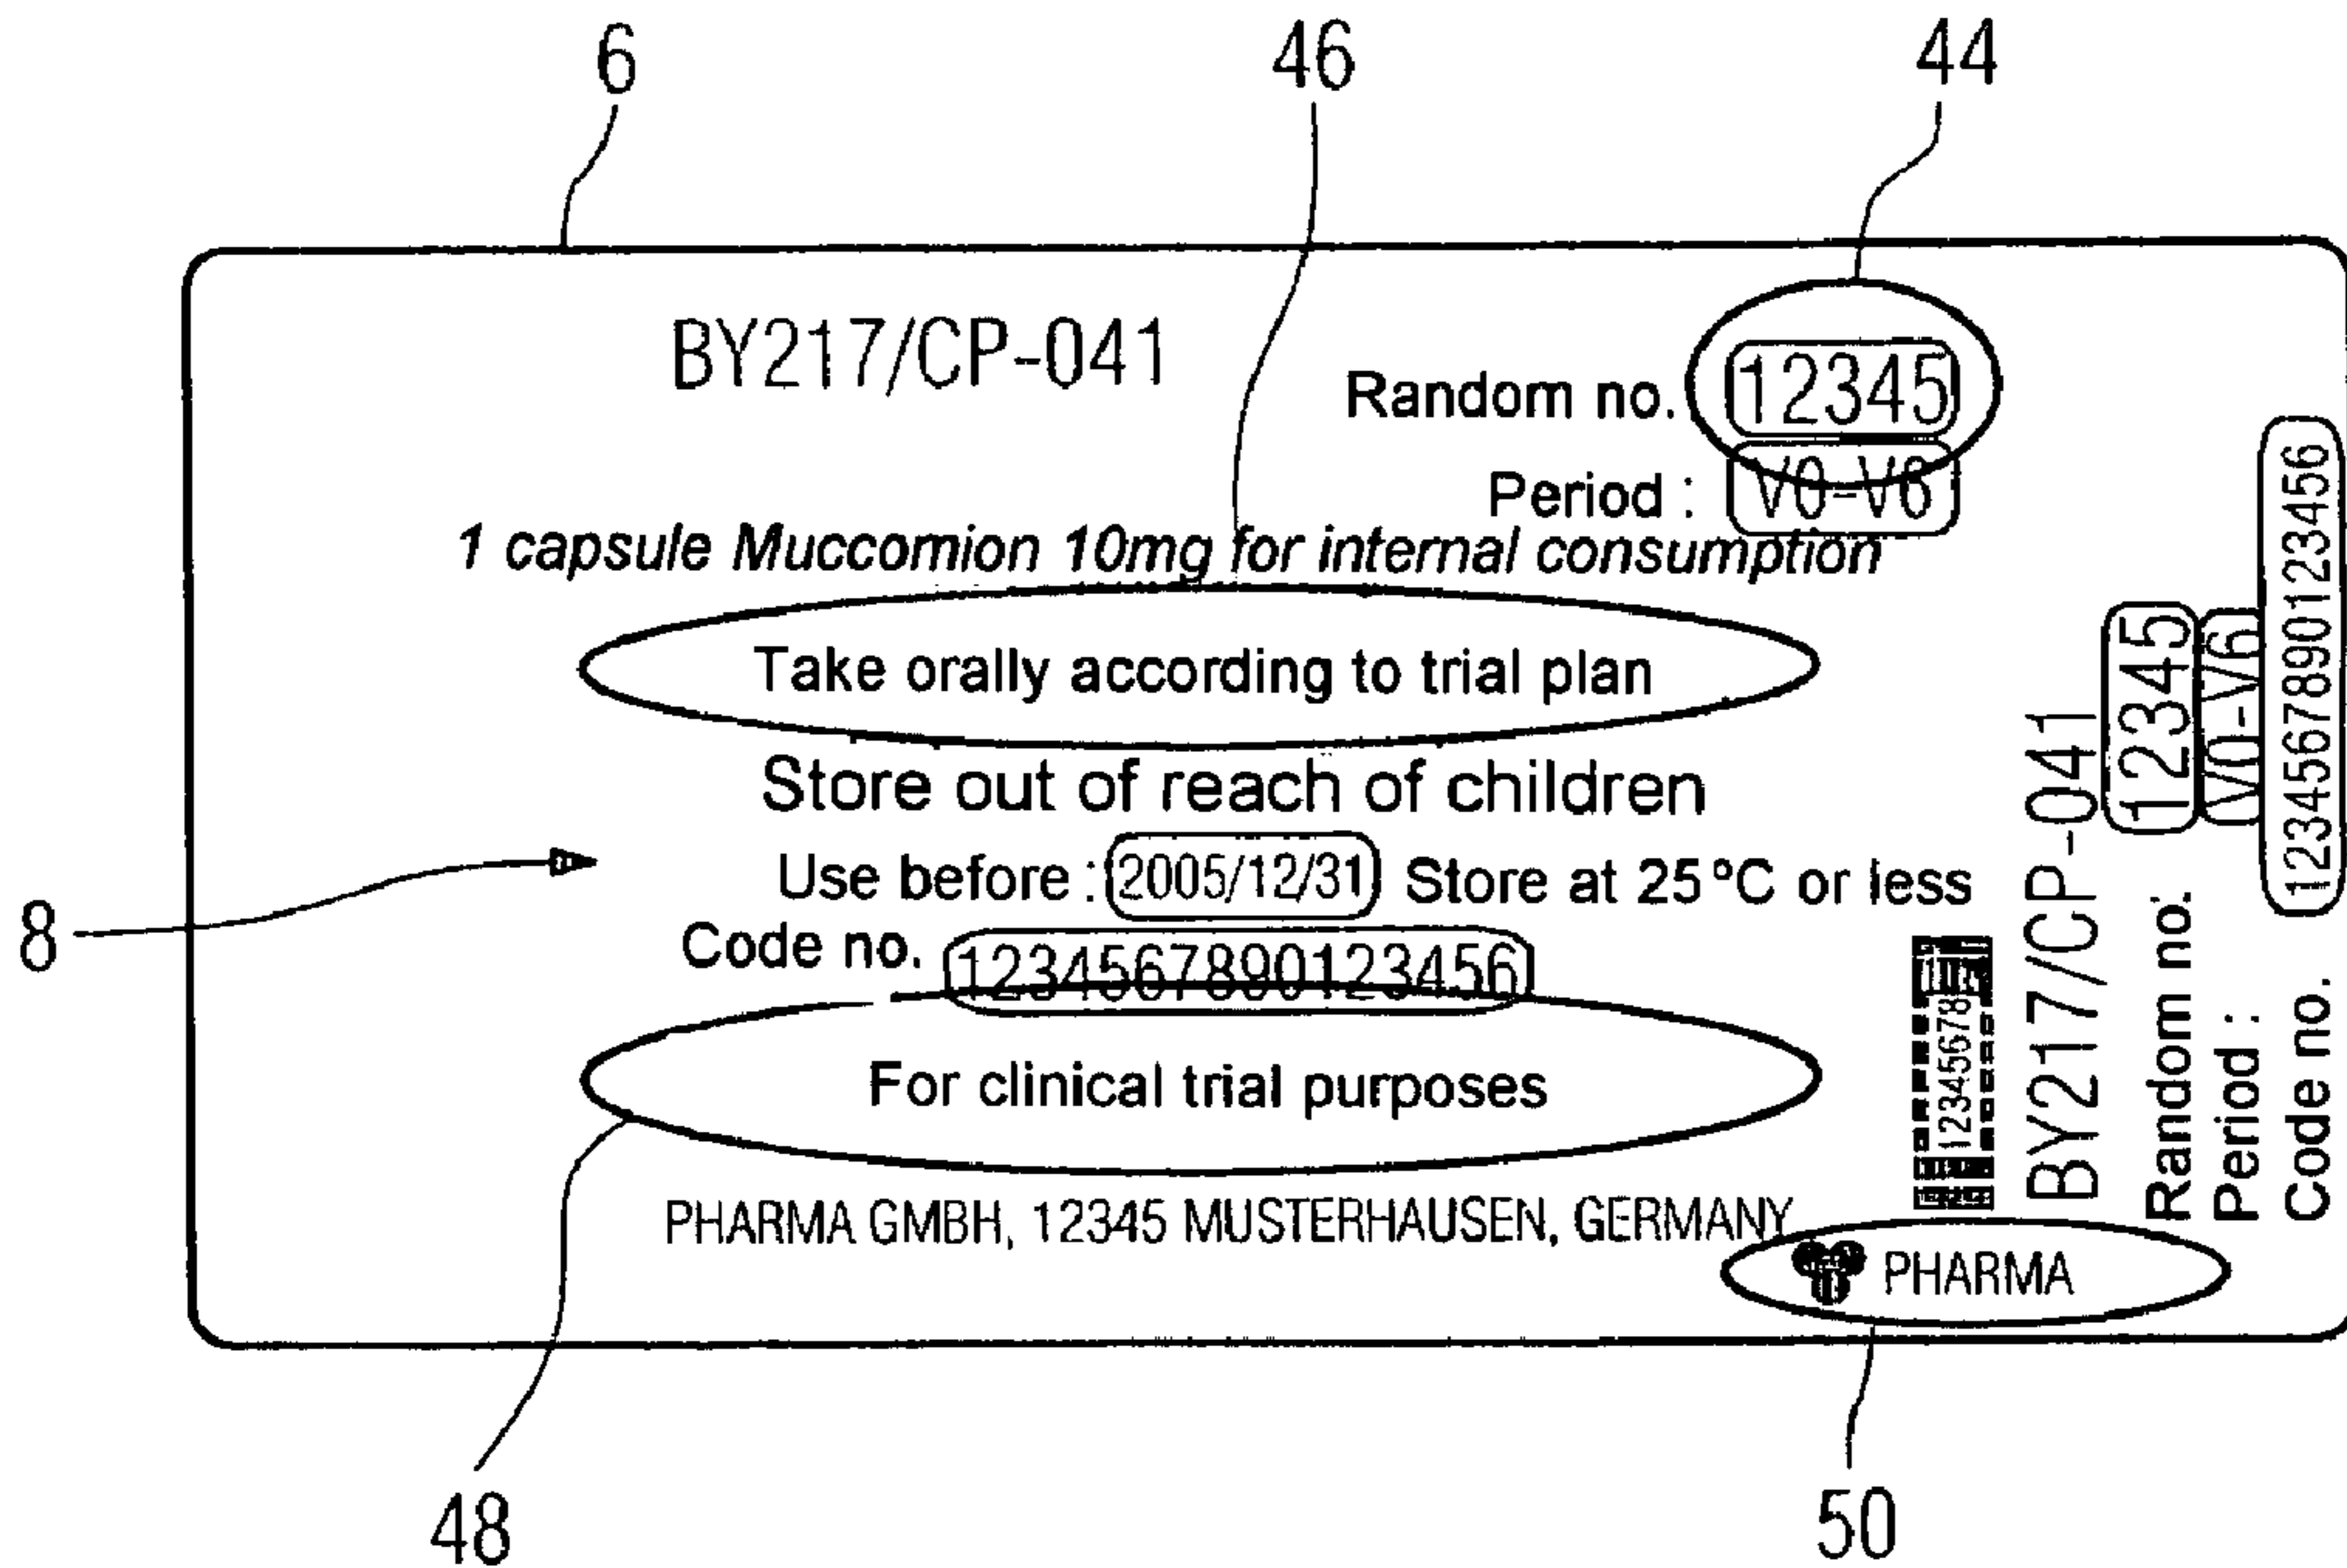 6 46 44
BY217/CP-041
Random no. 12345
Period : V0-V6
1 capsule Muccomion 10mg for internal consumption
Take orally according to trial plan
Store out of reach of children
Use before : 2005/12/31 Store at 25°C or less
8
Code no. 1234567890123456
For clinical trial purposes
PHARMA GMBH, 12345 MUSTERHAUSEN, GERMANY
PHARMA
12345678
BY217/CP-041
Random no. 12345
Period : V0-V6
Code no. 1234567890123456
48 50